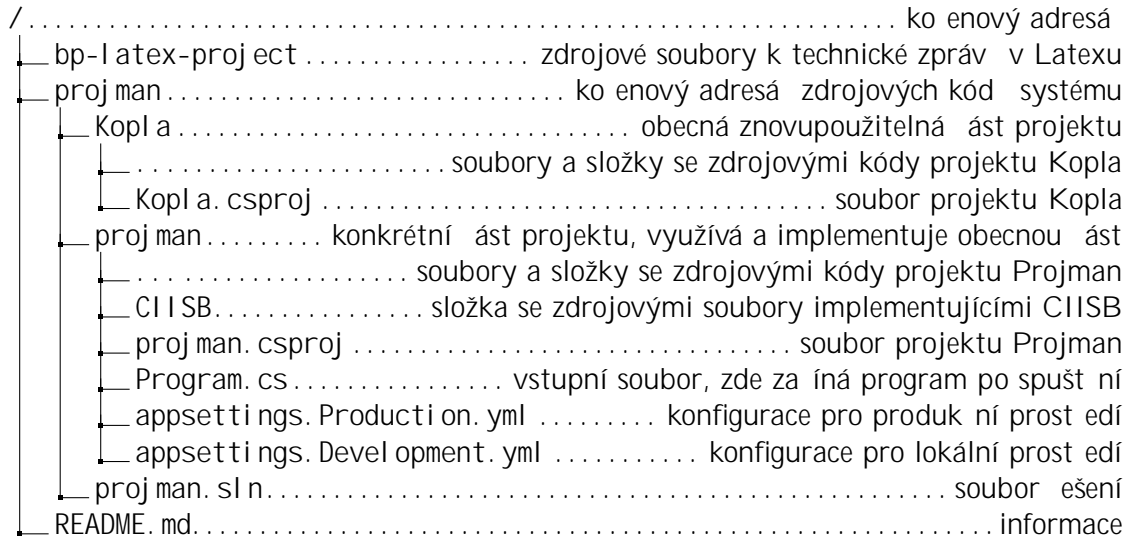 / ........ ko enový adresá
bp-latex-project ........ zdrojové soubory k technické zpráv v Latexu
projman ........ ko enový adresá zdrojových kód systému
Kopla ........ obecná znovupoužitelná ást projektu
........ soubory a složky se zdrojovými kódy projektu Kopla
Kopla.csproj ........ soubor projektu Kopla
projman ........ konkrétní ást projektu, využívá a implementuje obecnou ást
........ soubory a složky se zdrojovými kódy projektu Projman
CIISB ........ složka se zdrojovými soubory implementujícími CIISB
projman.csproj ........ soubor projektu Projman
Program.cs ........ vstupní soubor, zde za íná program po spušt ní
appsettings.Production.yml ........ konfigurace pro produk ní prost edí
appsettings.Development.yml ........ konfigurace pro lokální prost edí
projman.sln ........ soubor ešení
README.md ........ informace